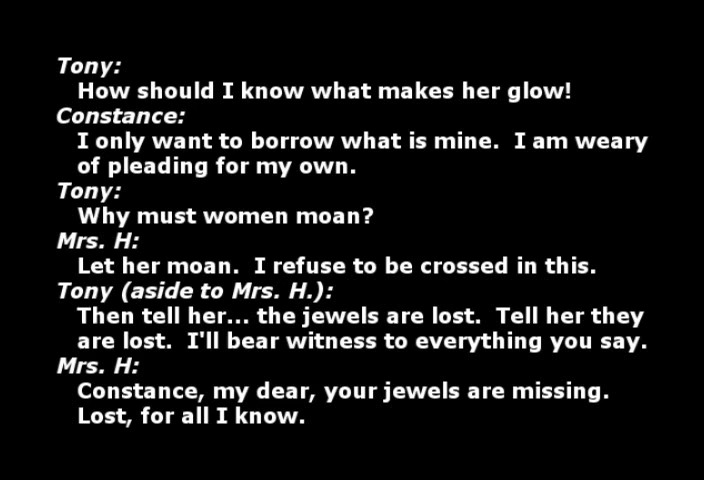 Tony:
How should I know what makes her glow!
Constance:
I only want to borrow what is mine.  I am weary
of pleading for my own.
Tony:
Why must women moan?
Mrs. H:
Let her moan.  I refuse to be crossed in this.
Tony (aside to Mrs. H.):
Then tell her... the jewels are lost.  Tell her they
are lost.  I'll bear witness to everything you say.
Mrs. H:
Constance, my dear, your jewels are missing.
Lost, for all I know.